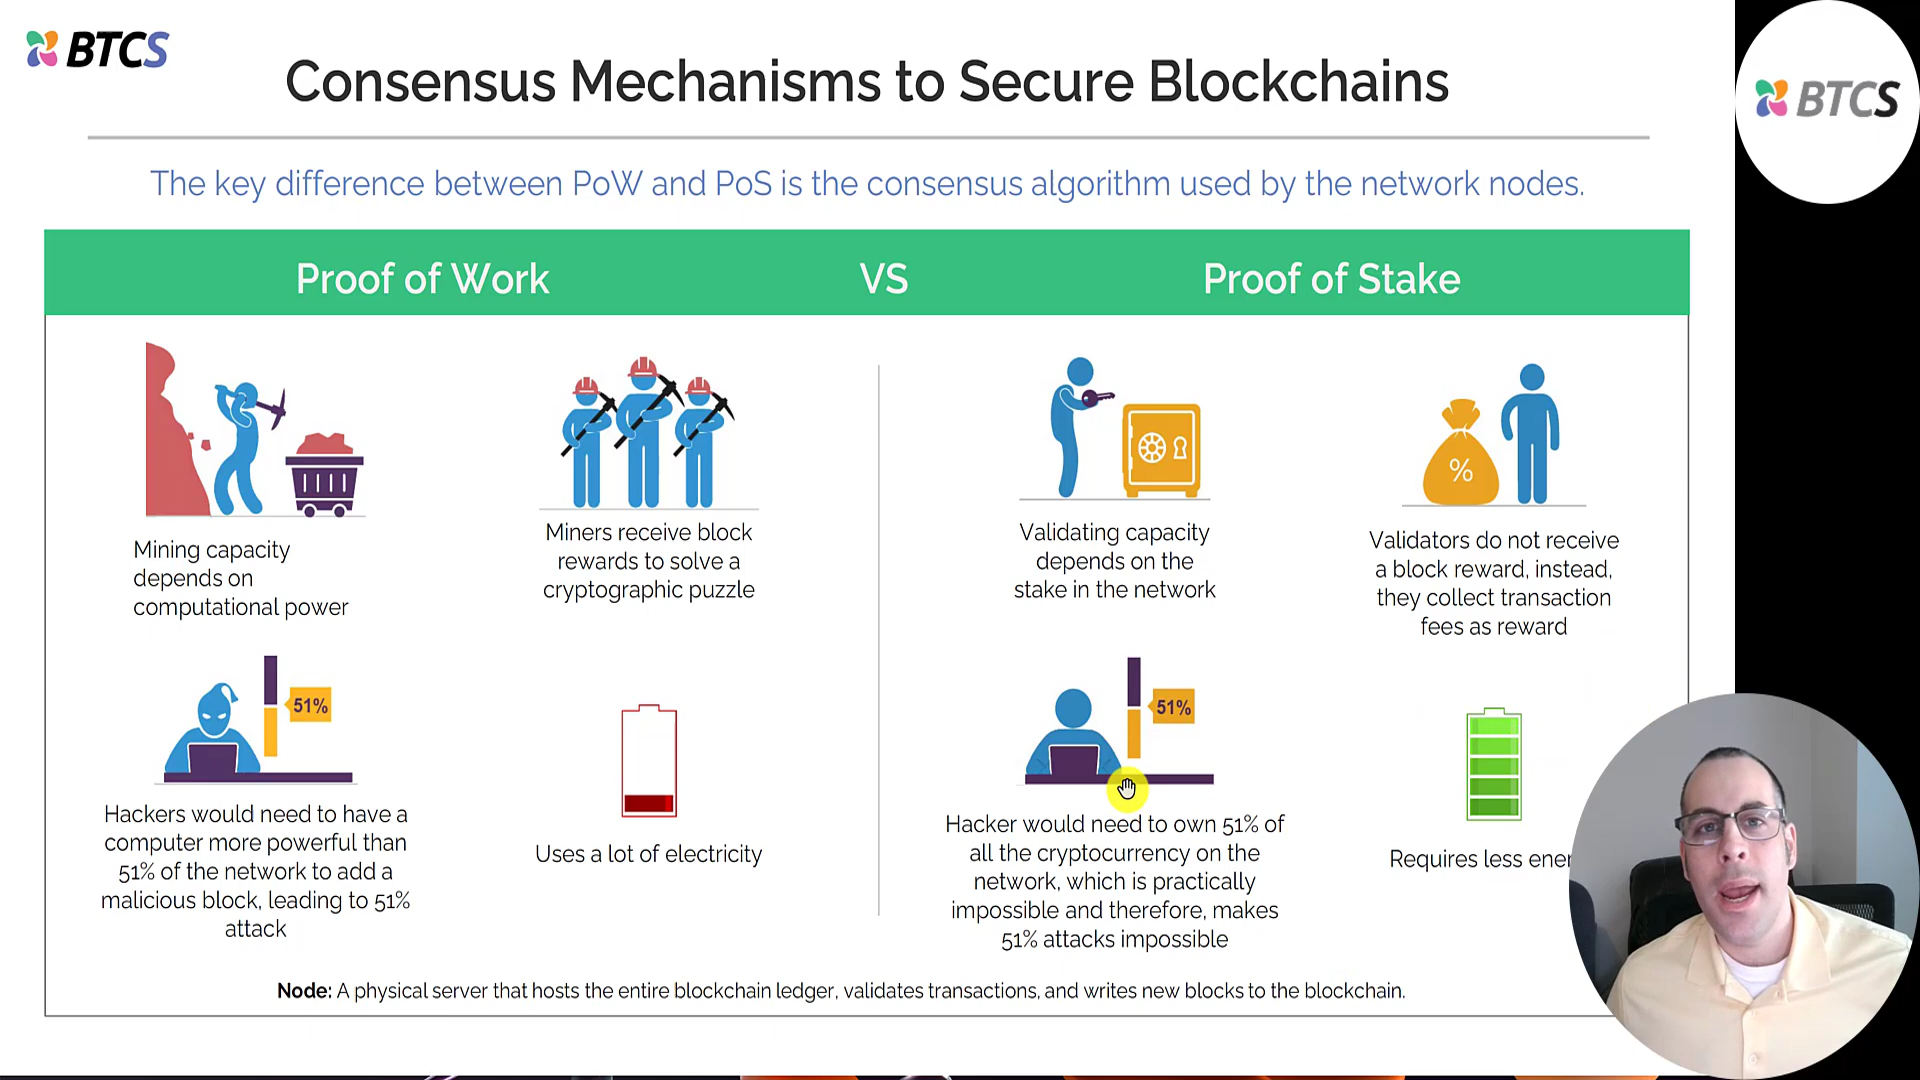 BTCS
Consensus Mechanisms to Secure Blockchains
BTCS
The key difference between PoW and PoS is the consensus algorithm used by the network nodes.
Proof of Work
VS
Proof of Stake
Mining capacity
depends on
computational power
Miners receive block
rewards to solve a
cryptographic puzzle
Validating capacity
depends on the
stake in the network
%
Validators do not receive
a block reward, instead,
they collect transaction
fees as reward
51%
Hackers would need to have a
computer more powerful than
51% of the network to add a
malicious block, leading to 51%
attack
Uses a lot of electricity
51%
Hacker would need to own 51% of
all the cryptocurrency on the
network, which is practically
impossible and therefore, makes
51% attacks impossible
Requires less
Node: A physical server that hosts the entire blockchain ledger, validates transactions, and writes new blocks to the blockchain.